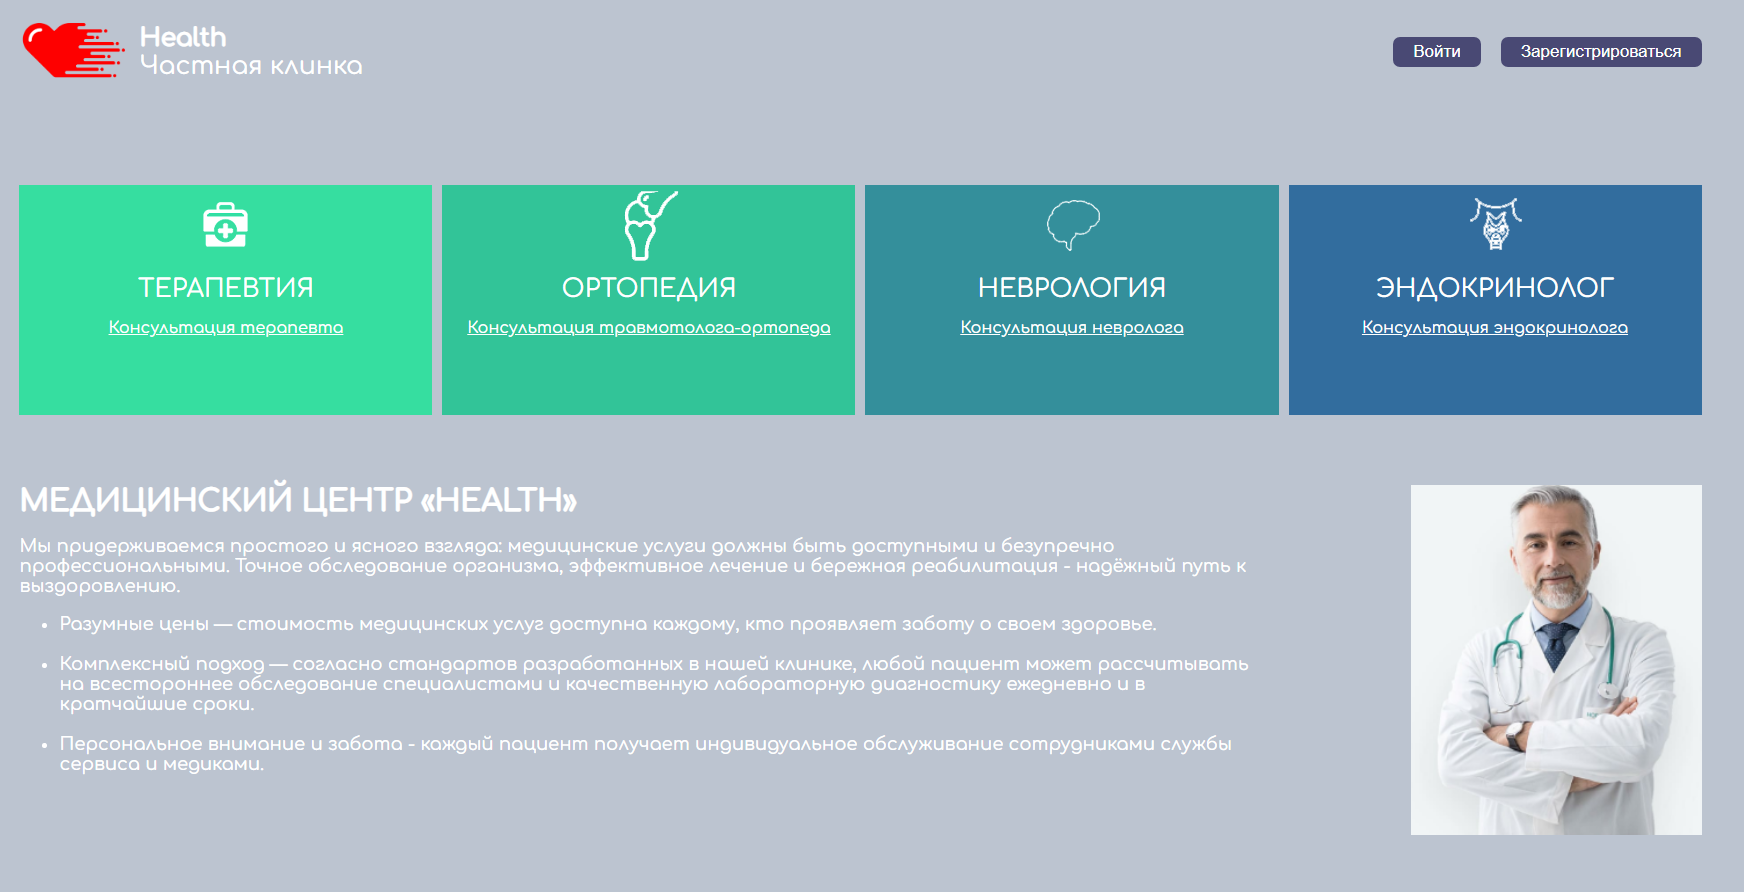 Health
Частная клинка
Войти
Зарегистрироваться
ТЕРАПЕВТИЯ
Консультация терапевта
ОРТОПЕДИЯ
Консультация травмотолога-ортопеда
НЕВРОЛОГИЯ
Консультация невролога
ЭНДОКРИНОЛОГ
Консультация эндокринолога
МЕДИЦИНСКИЙ ЦЕНТР «HEALTH»
Мы придерживаемся простого и ясного взгляда: медицинские услуги должны быть доступными и безупречно
профессиональными. Точное обследование организма, эффективное лечение и бережная реабилитация - надёжный путь к
выздоровлению.
• Разумные цены — стоимость медицинских услуг доступна каждому, кто проявляет заботу о своем здоровье.
• Комплексный подход — согласно стандартов разработанных в нашей клинике, любой пациент может рассчитывать
на всестороннее обследование специалистами и качественную лабораторную диагностику ежедневно и в
кратчайшие сроки.
• Персональное внимание и забота - каждый пациент получает индивидуальное обслуживание сотрудниками службы
сервиса и медиками.